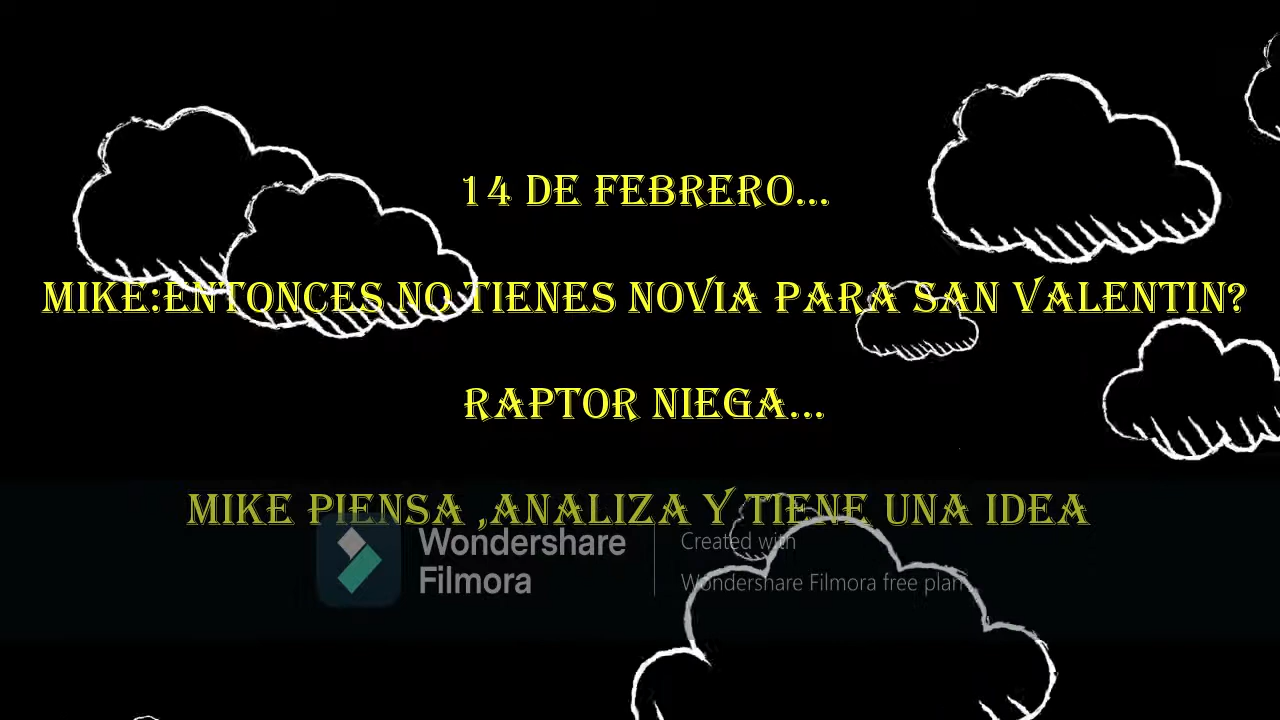 14 DE FEBRERO...
MIKE:ENTONCES NO TIENES NOVIA PARA SAN VALENTIN?
RAPTOR NIEGA...
MIKE PIENSA ,ANALIZA Y TIENE UNA IDEA
Wondershare
Filmora
Created with
Wondershare Filmora free plan